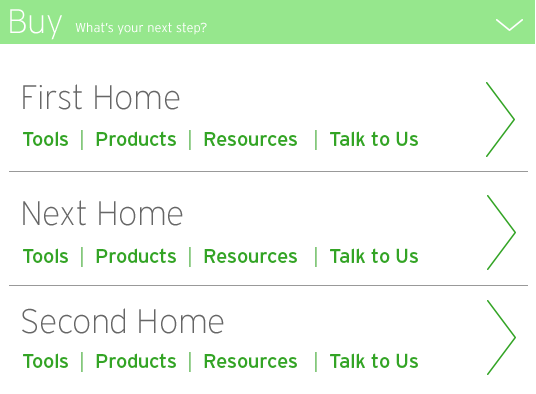 Buy What's your next step?
First Home
Tools | Products | Resources | Talk to Us
Next Home
Tools | Products | Resources | Talk to Us
Second Home
Tools | Products | Resources | Talk to Us